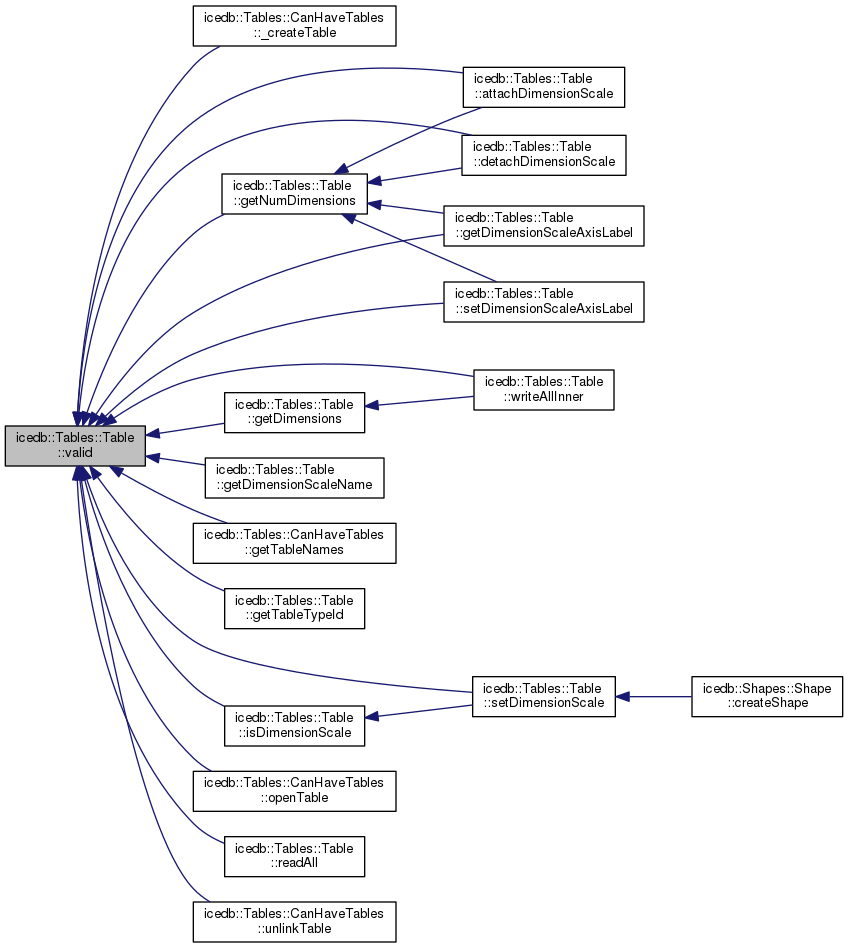 icedb::Tables::CanHaveTables
::_createTable
icedb::Tables::Table
::attachDimensionScale
icedb::Tables::Table
::detachDimensionScale
icedb::Tables::Table
::getNumDimensions
icedb::Tables::Table
::getDimensionScaleAxisLabel
icedb::Tables::Table
::setDimensionScaleAxisLabel
icedb::Tables::Table
::writeAllInner
icedb::Tables::Table
::getDimensions
icedb::Tables::Table
::valid
icedb::Tables::Table
::getDimensionScaleName
icedb::Tables::CanHaveTables
::getTableNames
icedb::Tables::Table
::getTableTypeId
icedb::Tables::Table
::setDimensionScale
icedb::Shapes::Shape
::createShape
icedb::Tables::Table
::isDimensionScale
icedb::Tables::CanHaveTables
::openTable
icedb::Tables::Table
::readAll
icedb::Tables::CanHaveTables
::unlinkTable